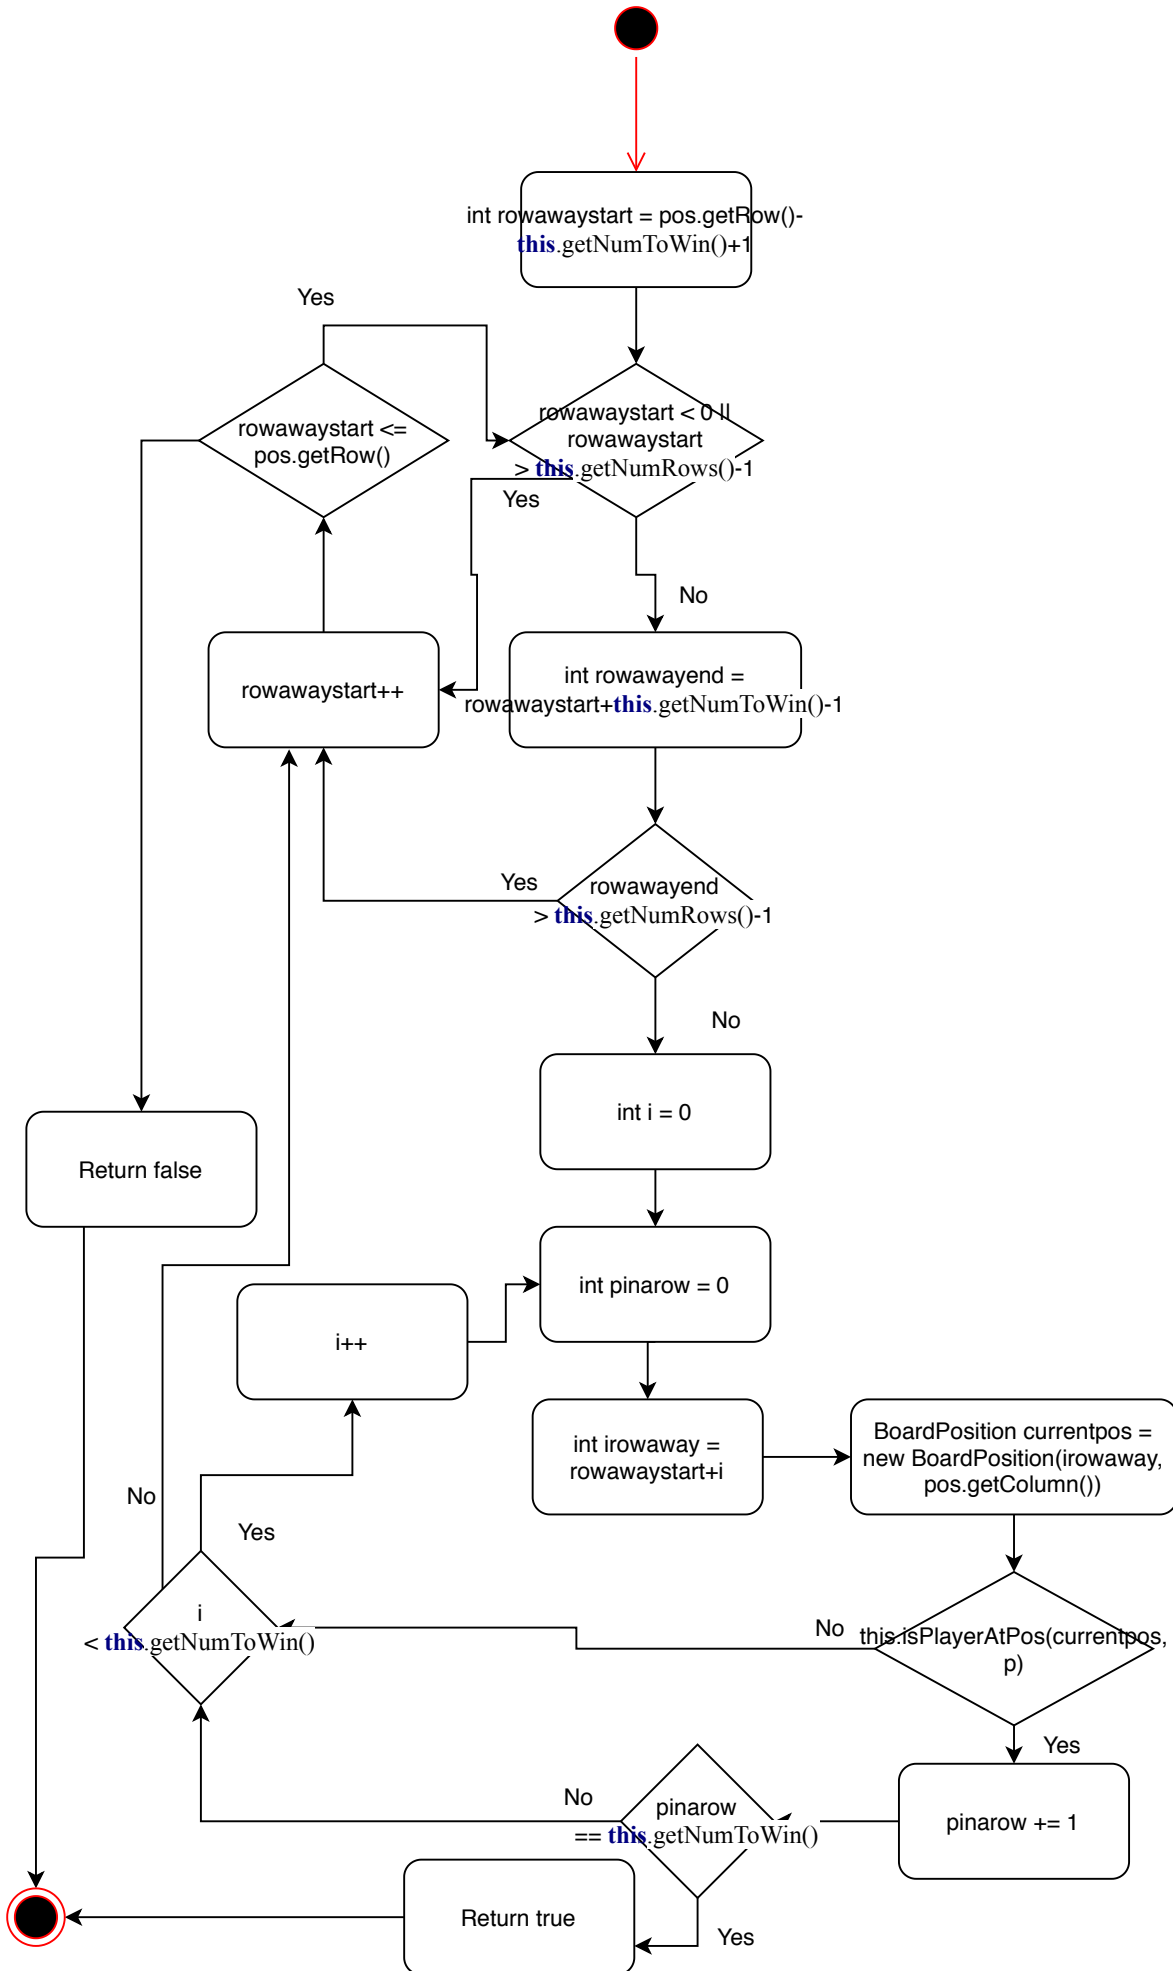 int rowawaystart = pos.getRow()-
this.getNumToWin()+1
Yes
rowawaystart <=
pos.getRow()
rowawaystart < 0 ||
rowawaystart
> this.getNumRows()-1
Yes
No
rowawaystart++
int rowawayend =
rowawaystart+this.getNumToWin()-1
Yes
rowawayend
> this.getNumRows()-1
No
int i = 0
Return false
int pinarow = 0
i++
int irowaway =
rowawaystart+i
BoardPosition currentpos =
new BoardPosition(irowaway,
pos.getColumn())
No
Yes
i
< this.getNumToWin()
No
this.isPlayerAtPos(currentpos,
p)
Yes
No
pinarow
== this.getNumToWin()
pinarow += 1
Return true
Yes